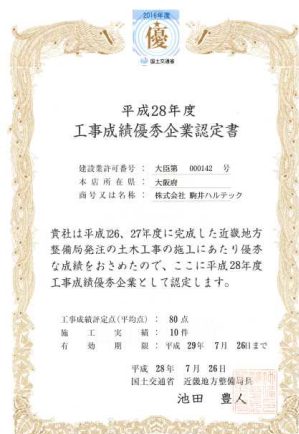 2016年度
優
国土交通省
平成28年度
工事成績優秀企業認定書
建設業許可番号 : 大臣第 000142 号
本店所在県 : 大阪府
商号又は名称 : 株式会社 駒井ハルテック
貴社は平成26、27年度に完成した近畿地方
整備局発注の土木工事の施工にあたり優秀
な成績をおさめたので、ここに平成28年度
工事成績優秀企業として認定します。
工事成績評定点(平均点) : 80点
施工実績 : 10件
有効期限 : 平成 29年 7月 26日まで
平成 28年 7月 26日
国土交通省 近畿地方整備局長
池田 豊人